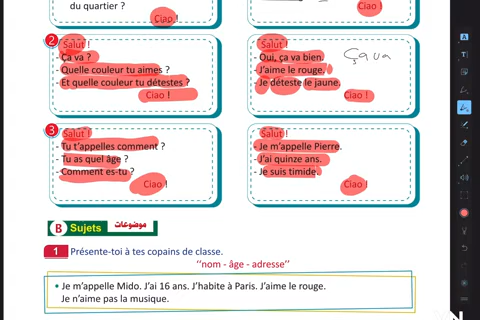 du quartier ?
Ciao !
Ciao !
2
Salut !
Ça va ?
- Quelle couleur tu aimes ?
- Et quelle couleur tu détestes ?
Ciao !
Salut !
- Oui, ça va bien.
- J'aime le rouge.
- Je déteste le jaune.
Ciao !
Ça va
3
Salut !
- Tu t'appelles comment ?
- Tu as quel âge ?
- Comment es-tu ?
Ciao !
Salut !
- Je m'appelle Pierre.
- J'ai quinze ans.
- Je suis timide.
Ciao !
B Sujets موضوعات
1 Présente-toi à tes copains de classe.
"nom - âge - adresse"
• Je m'appelle Mido. J'ai 16 ans. J'habite à Paris. J'aime le rouge.
Je n'aime pas la musique.